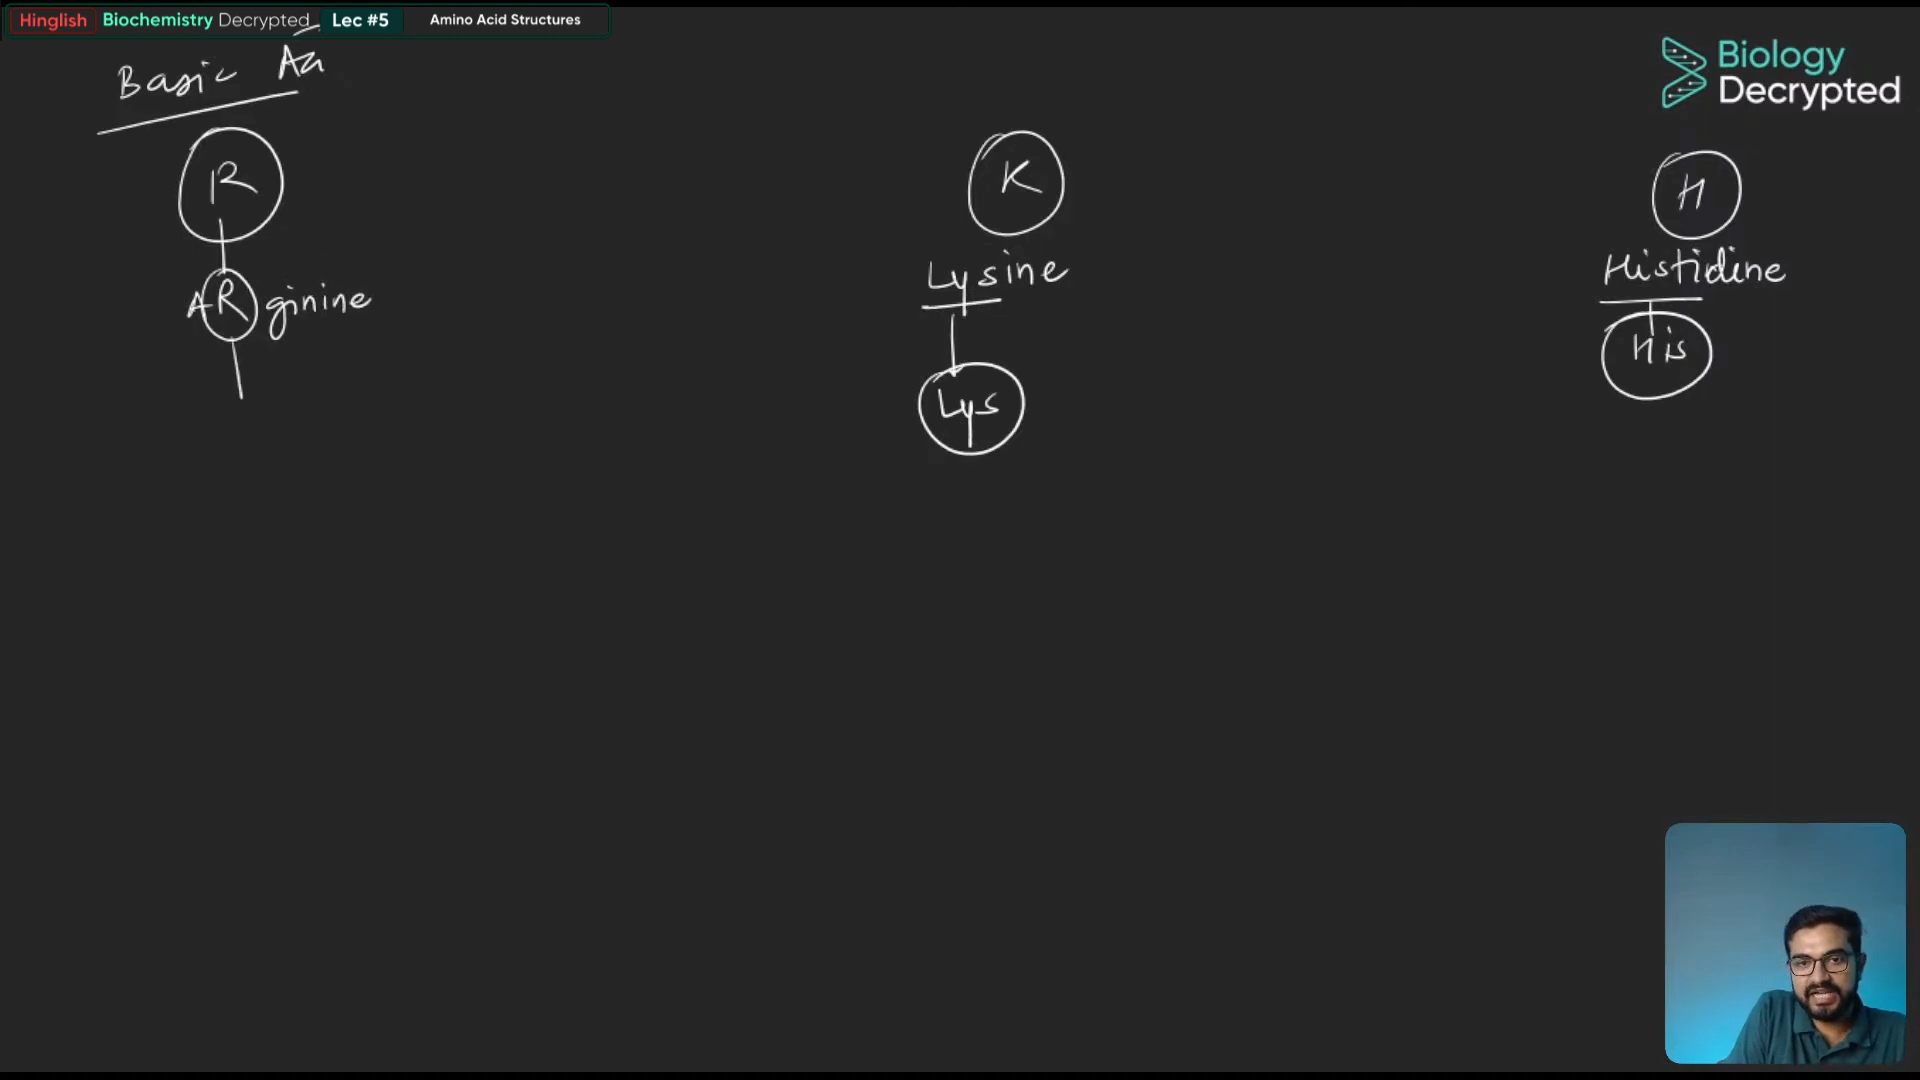 Hinglish Biochemistry Decrypted Lec #5 Amino Acid Structures
Biology
Decrypted
Basic Aa
R
K
H
ARginine
Lysine
Histidine
Lys
His